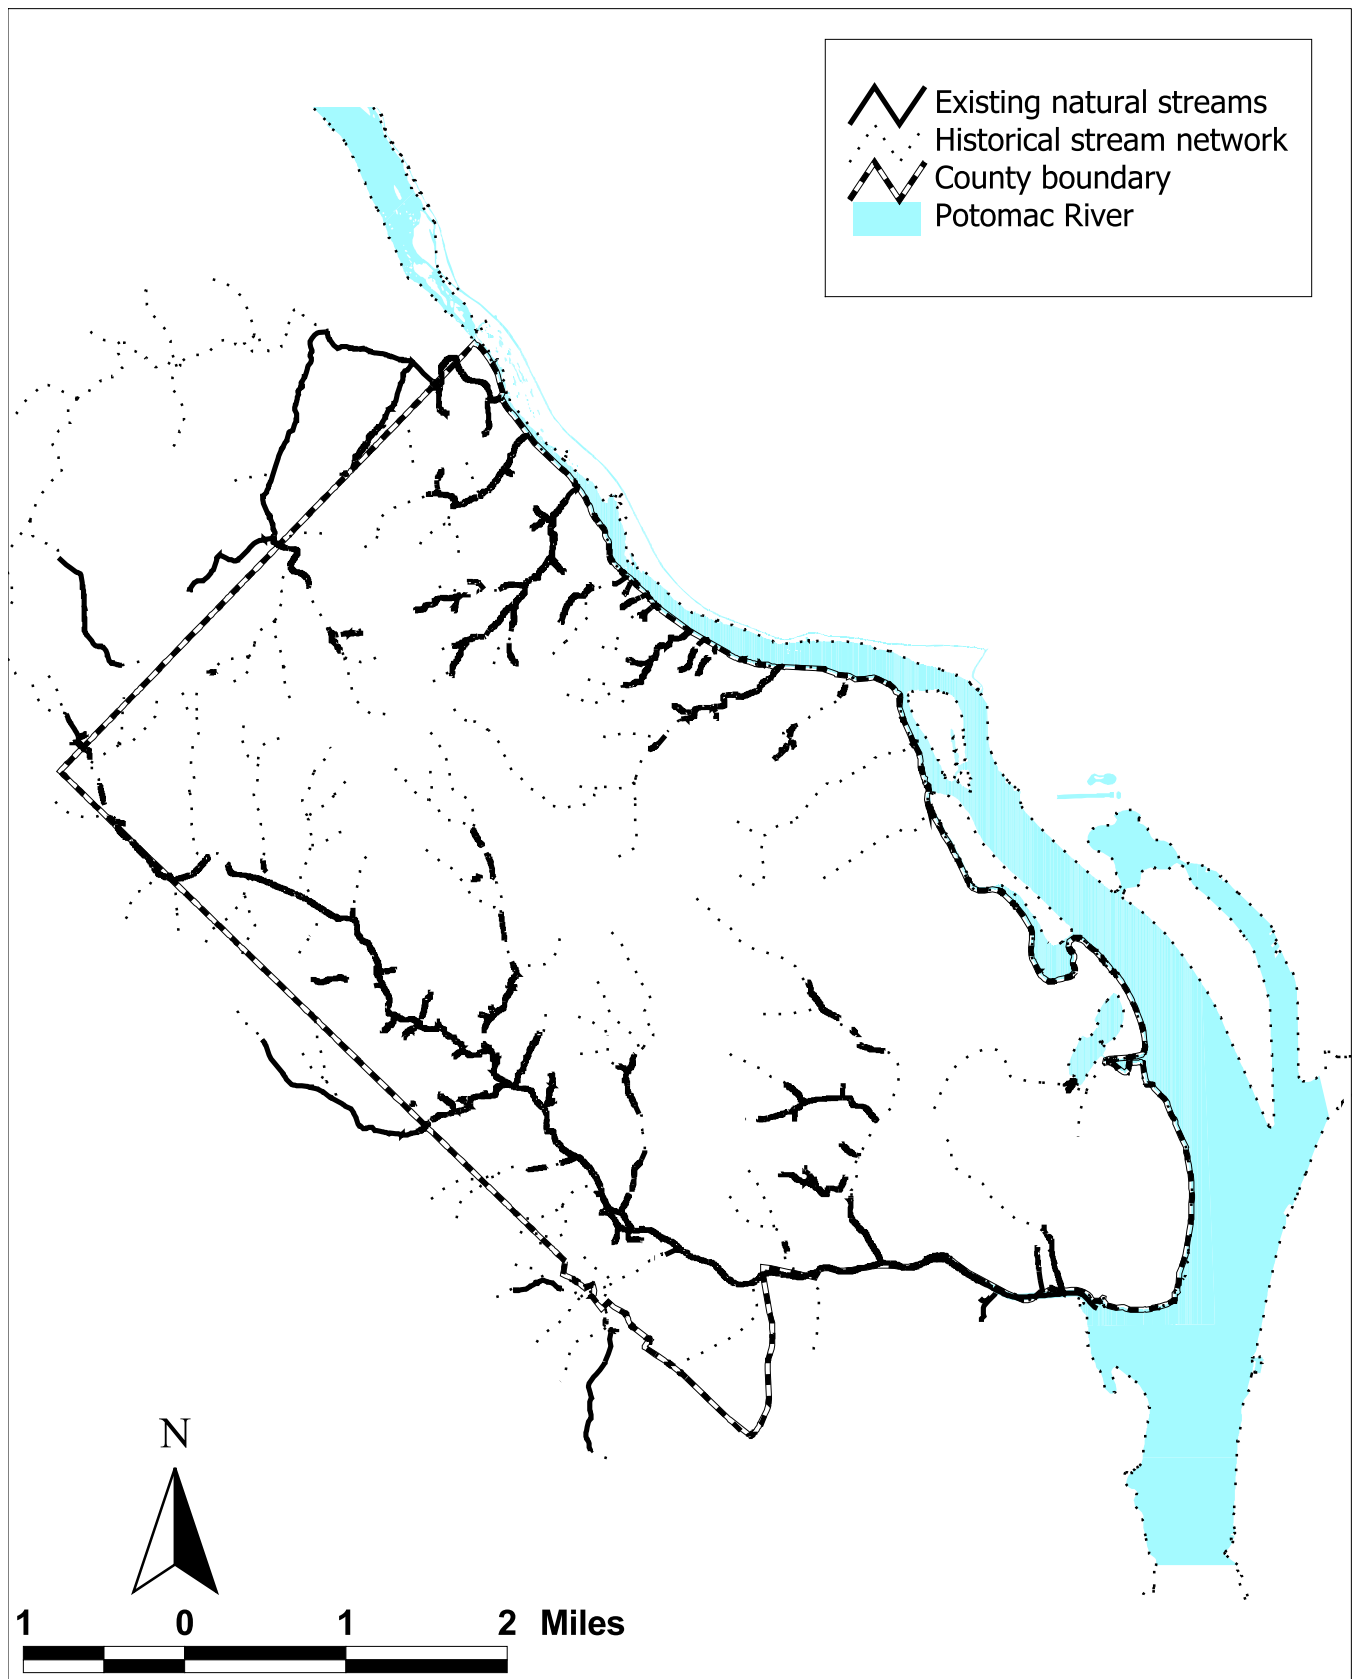 Existing natural streams
Historical stream network
County boundary
Potomac River
N
1 0 1 2 Miles